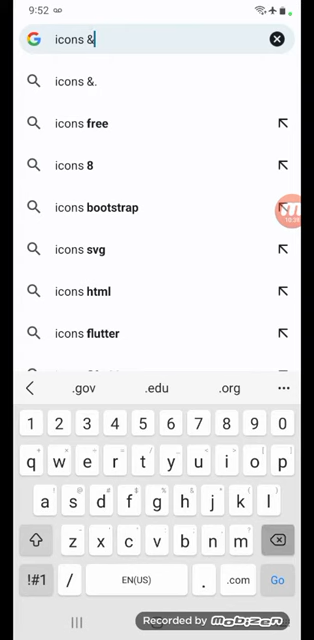 9:52
icons &
icons &.
icons free
icons 8
icons bootstrap
icons svg
icons html
icons flutter
.gov .edu .org
1 2 3 4 5 6 7 8 9 0
q w e r t y u i o p
a s d f g h j k l
z x c v b n m
!#1 / EN(US) . .com Go
Recorded by Mobizen